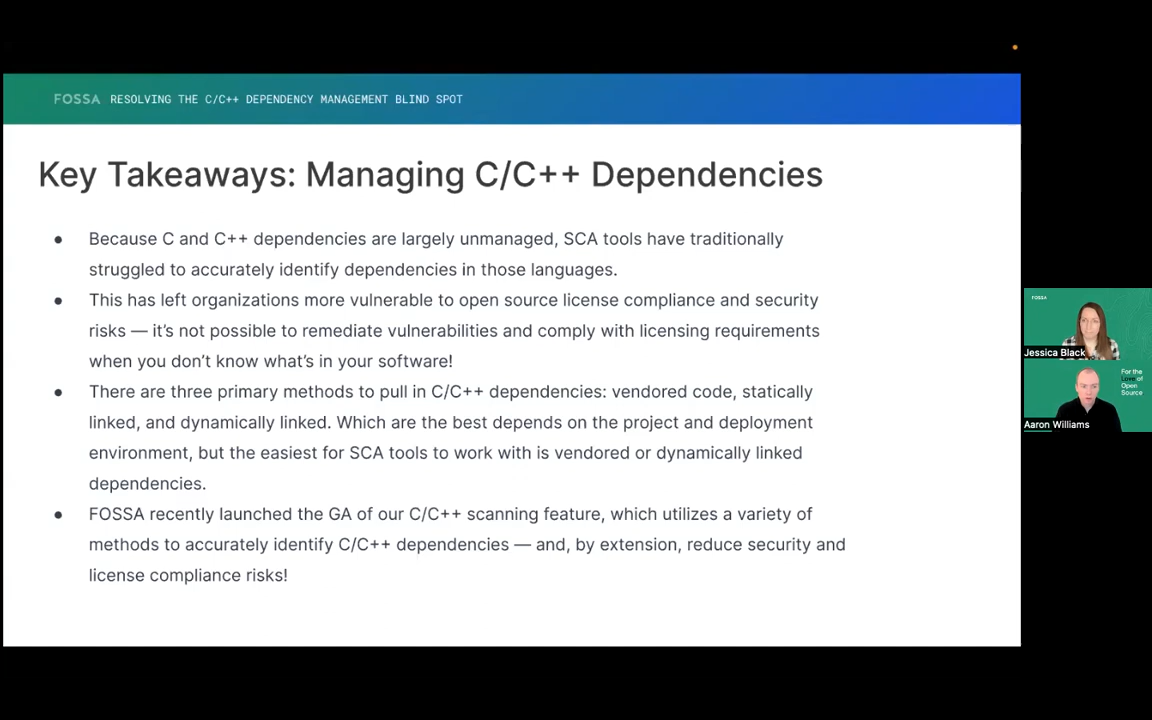 FOSSA RESOLVING THE C/C++ DEPENDENCY MANAGEMENT BLIND SPOT
Key Takeaways: Managing C/C++ Dependencies
● Because C and C++ dependencies are largely unmanaged, SCA tools have traditionally
struggled to accurately identify dependencies in those languages.
● This has left organizations more vulnerable to open source license compliance and security
risks — it’s not possible to remediate vulnerabilities and comply with licensing requirements
when you don’t know what’s in your software!
● There are three primary methods to pull in C/C++ dependencies: vendored code, statically
linked, and dynamically linked. Which are the best depends on the project and deployment
environment, but the easiest for SCA tools to work with is vendored or dynamically linked
dependencies.
● FOSSA recently launched the GA of our C/C++ scanning feature, which utilizes a variety of
methods to accurately identify C/C++ dependencies — and, by extension, reduce security and
license compliance risks!
FOSSA
Jessica Black
For the
Love of
Open
Source
Aaron Williams